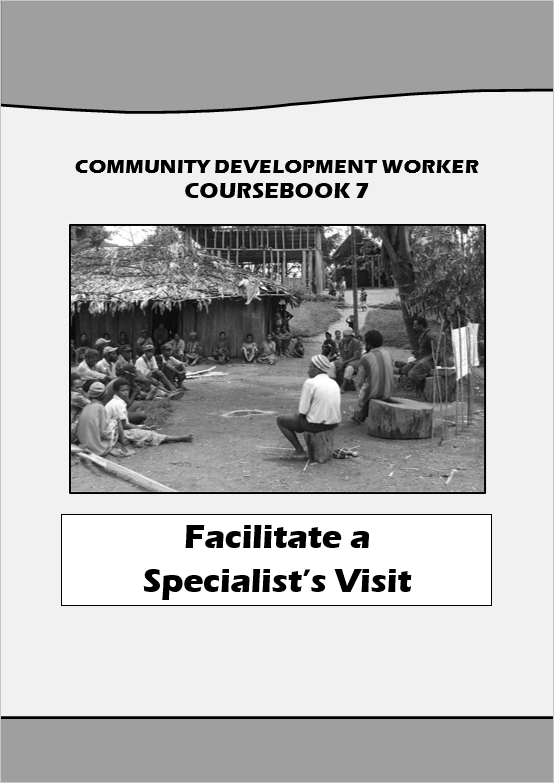 COMMUNITY DEVELOPMENT WORKER
COURSEBOOK 7
Facilitate a
Specialist’s Visit